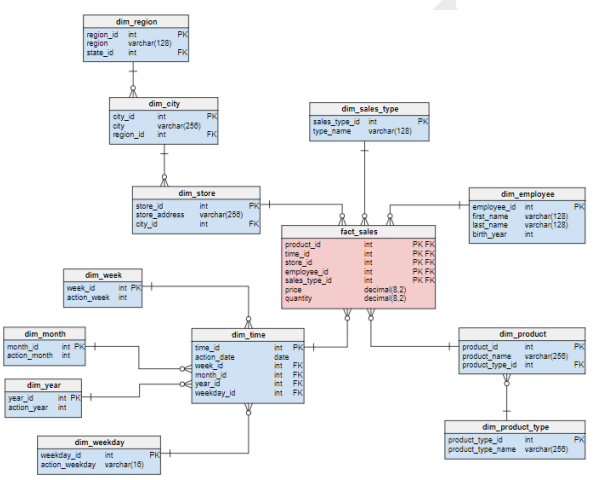 dim_region
region_id int PK
region varchar(128)
state_id int FK
dim_city
city_id int PK
city varchar(256)
region_id int FK
dim_sales_type
sales_type_id int PK
type_name varchar(128)
dim_store
store_id int PK
store_address varchar(256)
city_id int FK
dim_employee
employee_id int PK
first_name varchar(128)
last_name varchar(128)
birth_year int
fact_sales
product_id int PK FK
time_id int PK FK
store_id int PK FK
employee_id int PK FK
sales_type_id int PK FK
price decimal(8,2)
quantity decimal(8,2)
dim_week
week_id int PK
action_week int
dim_month
month_id int PK
action_month int
dim_year
year_id int PK
action_year int
dim_time
time_id int PK
action_date date
week_id int FK
month_id int FK
year_id int FK
weekday_id int FK
dim_product
product_id int PK
product_name varchar(256)
product_type_id int FK
dim_weekday
weekday_id int PK
action_weekday varchar(16)
dim_product_type
product_type_id int PK
product_type_name varchar(256)